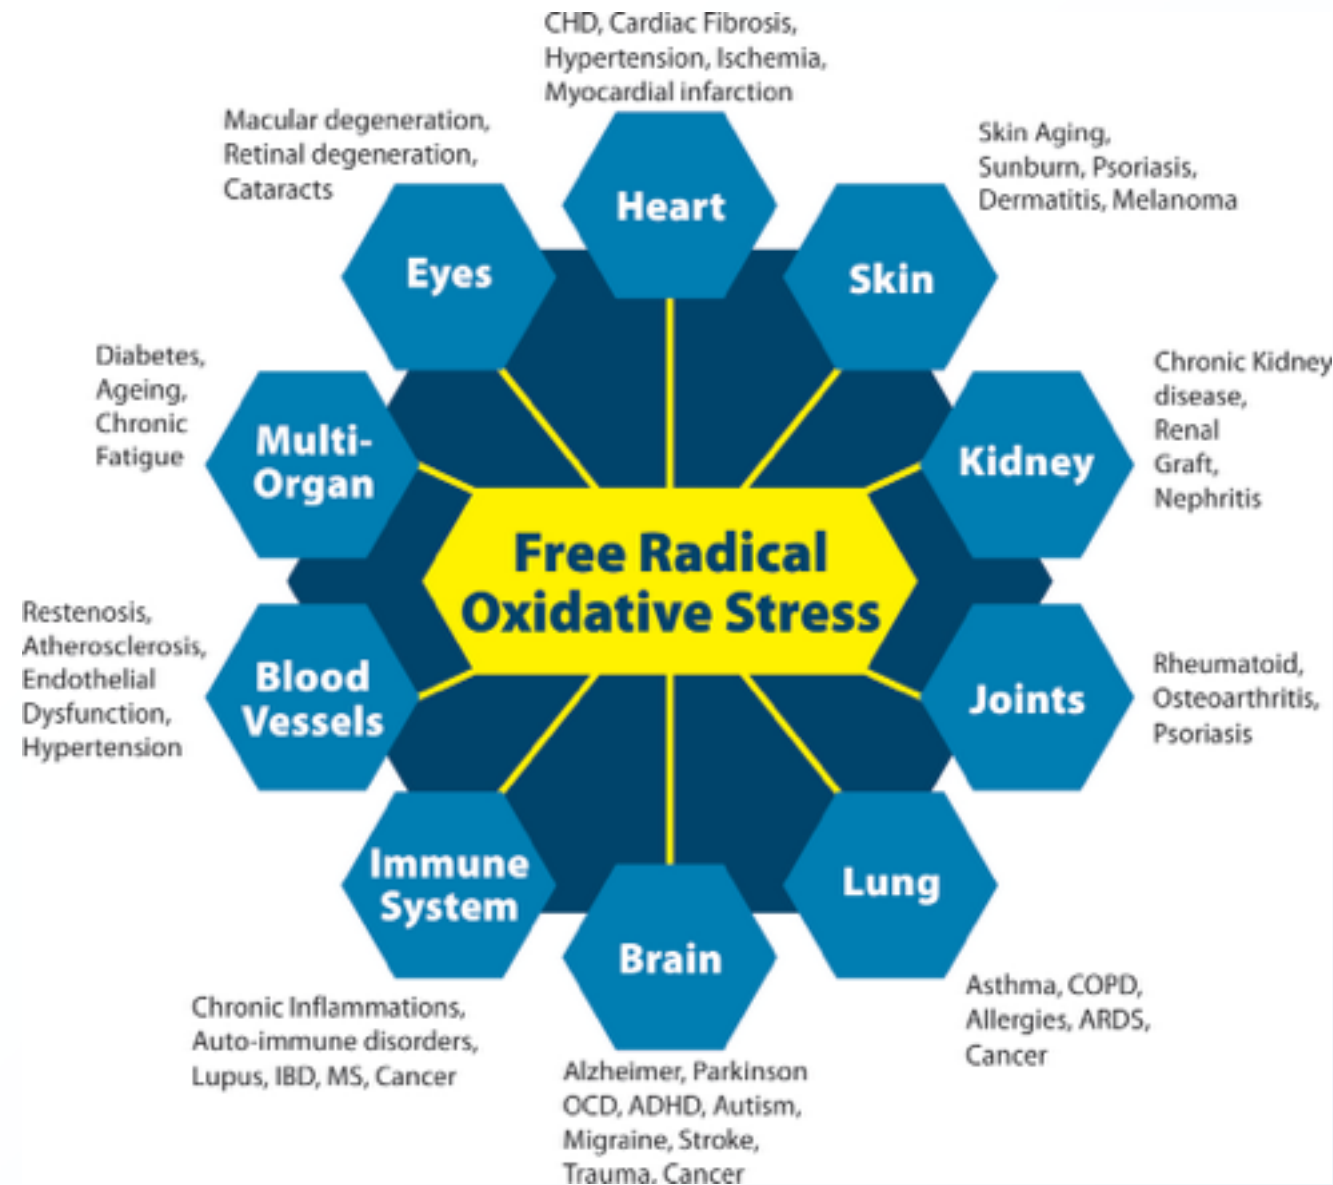 CHD, Cardiac Fibrosis,
Hypertension, Ischemia,
Myocardial infarction
Heart
Skin Aging,
Sunburn, Psoriasis,
Dermatitis, Melanoma
Skin
Chronic Kidney
disease,
Renal
Graft,
Nephritis
Kidney
Rheumatoid,
Osteoarthritis,
Psoriasis
Joints
Asthma, COPD,
Allergies, ARDS,
Cancer
Lung
Alzheimer, Parkinson
OCD, ADHD, Autism,
Migraine, Stroke,
Trauma, Cancer
Brain
Chronic Inflammations,
Auto-immune disorders,
Lupus, IBD, MS, Cancer
Immune
System
Restenosis,
Atherosclerosis,
Endothelial
Dysfunction,
Hypertension
Blood
Vessels
Diabetes,
Ageing,
Chronic
Fatigue
Multi-
Organ
Macular degeneration,
Retinal degeneration,
Cataracts
Eyes
Free Radical
Oxidative Stress